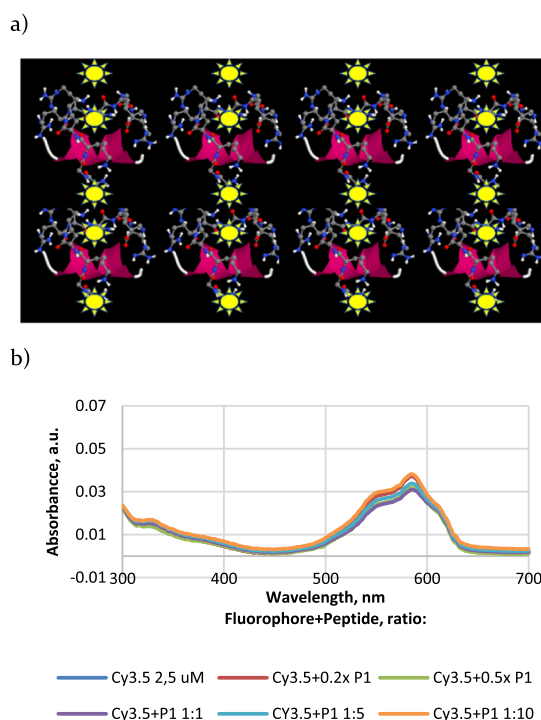 a)
b)
Absorbancce, a.u.
0.07
0.05
0.03
0.01
-0.01
300 400 500 600 700
Wavelength, nm
Fluorophore+Peptide, ratio:
Cy3.5 2,5 uM Cy3.5+0.2x P1 Cy3.5+0.5x P1
Cy3.5+P1 1:1 Cy3.5+P1 1:5 Cy3.5+P1 1:10